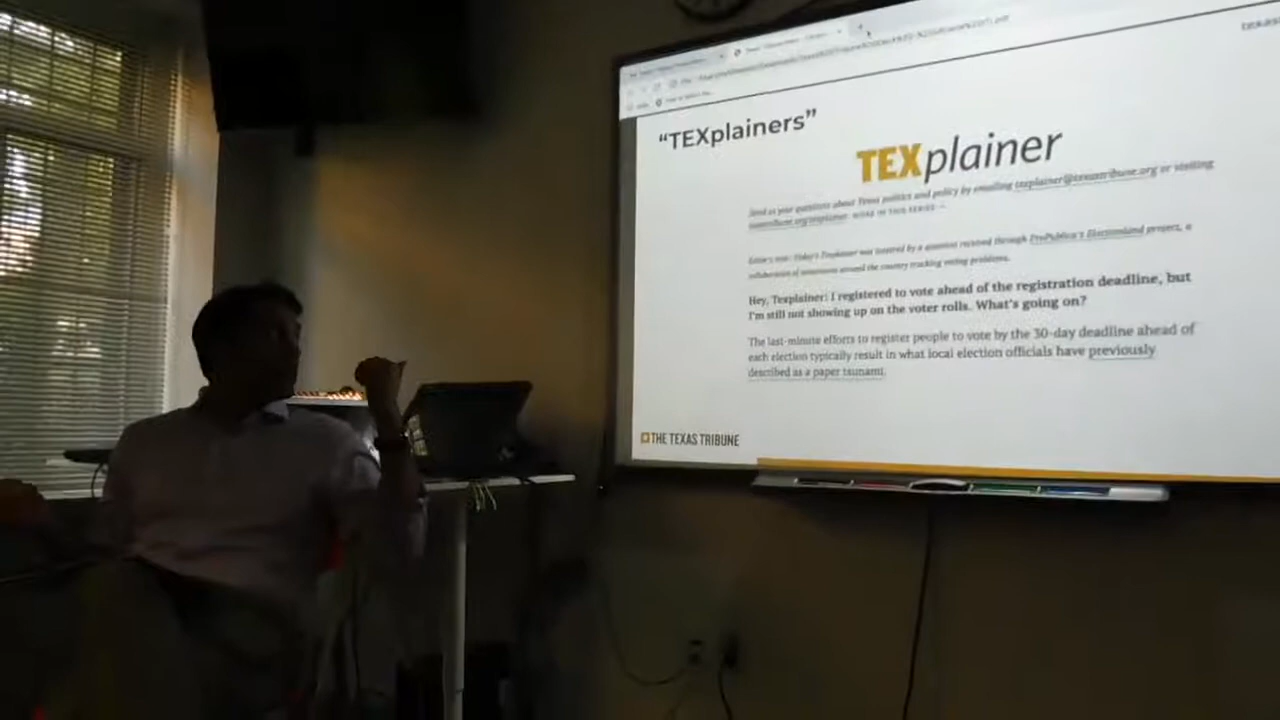 “TEXplainers”
TEXplainer
Send us your questions about Texas politics and policy by emailing texplainer@texastribune.org or visiting
texastribune.org/texplainer. MORE IN THIS SERIES →
Editor's note: Today's Texplainer was inspired by a question received through ProPublica's Electionland project, a
collaboration of newsrooms around the country tracking voting problems.
Hey, Texplainer: I registered to vote ahead of the registration deadline, but
I'm still not showing up on the voter rolls. What's going on?
The last-minute efforts to register people to vote by the 30-day deadline ahead of
each election typically result in what local election officials have previously
described as a paper tsunami.
THE TEXAS TRIBUNE